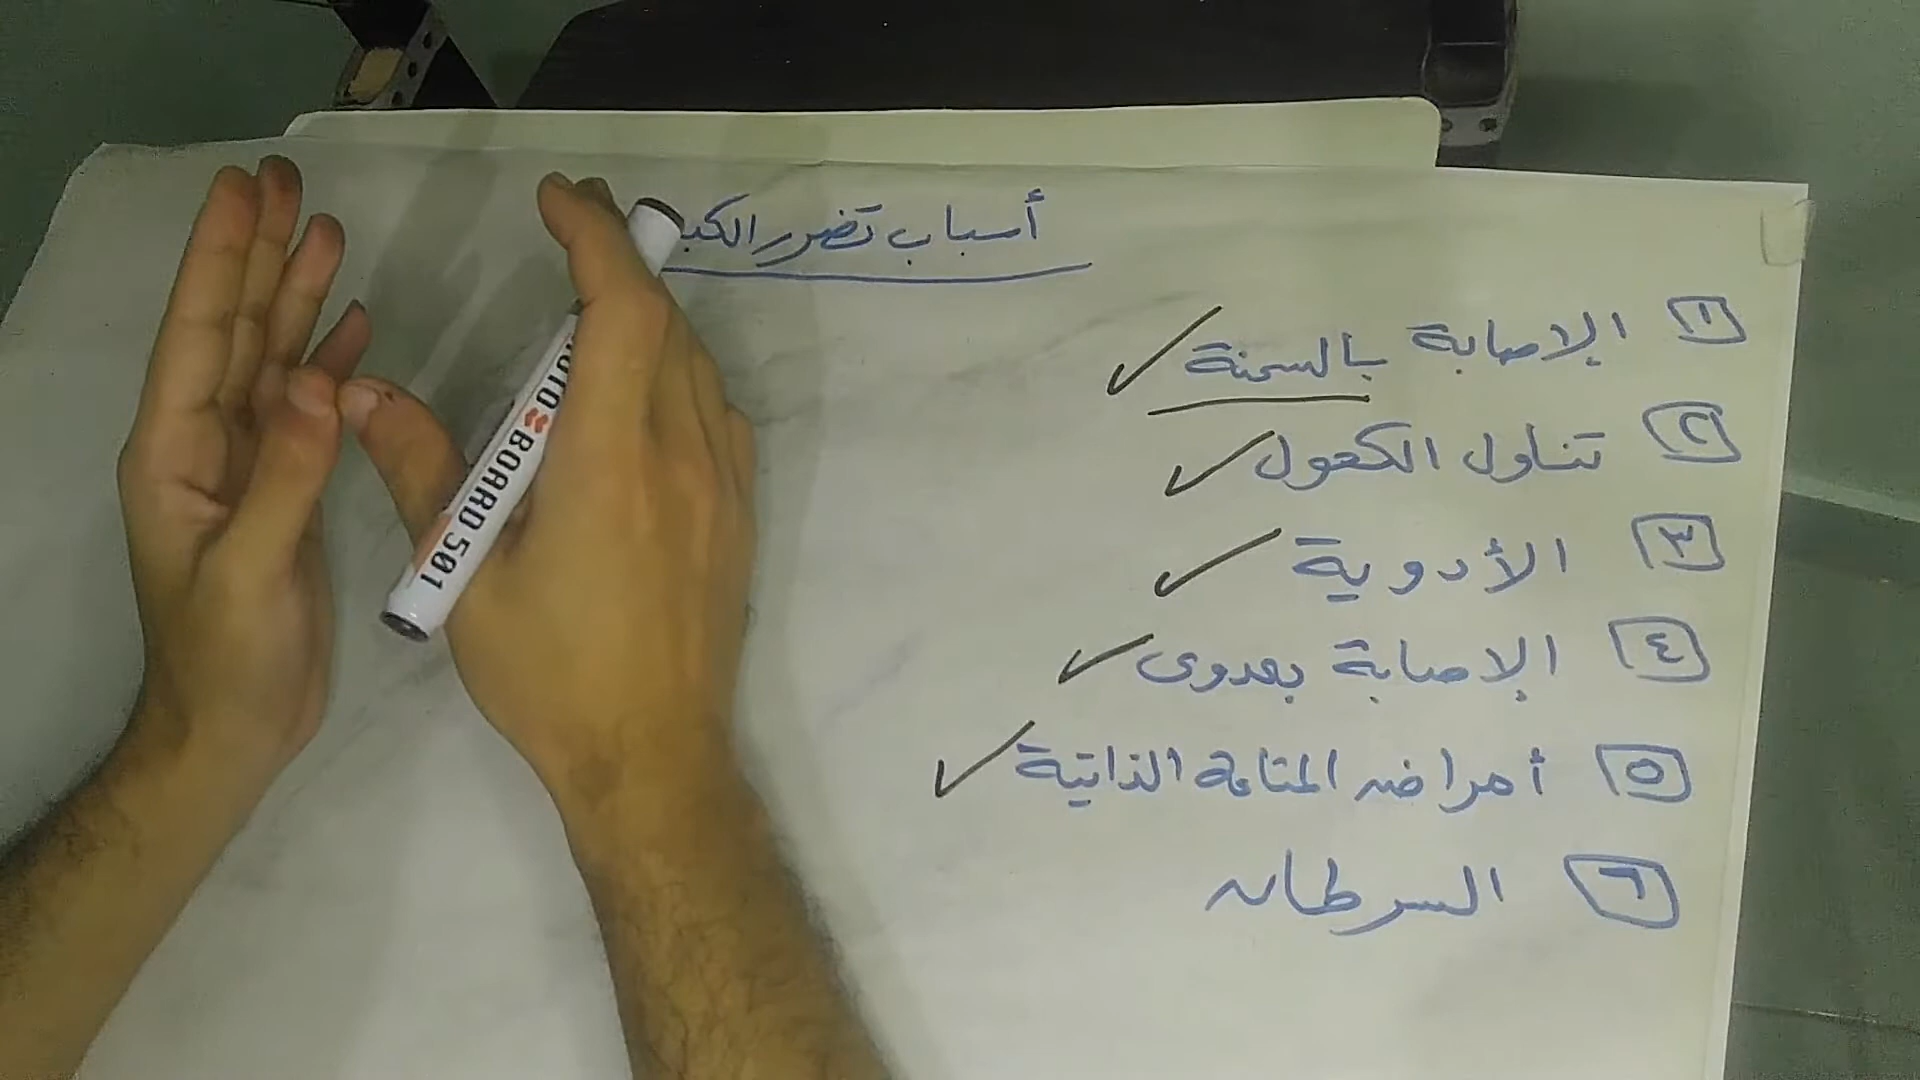 أسباب تضرر الكبد
١ الإصابة بالسمنة
٢ تناول الكحول
٣ الأدوية
٤ الإصابة بعدوى
٥ أمراض المناعة الذاتية
٦ السرطان
BOARD 501